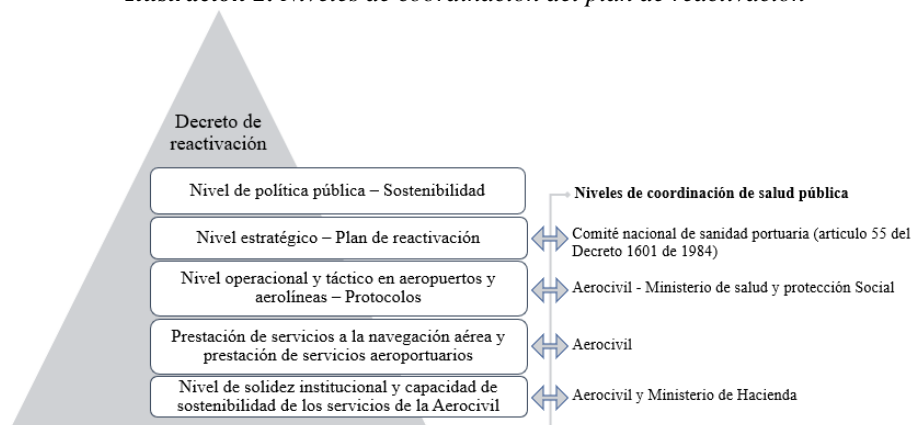 Decreto de
reactivación
Nivel de política pública – Sostenibilidad
Niveles de coordinación de salud pública
Nivel estratégico – Plan de reactivación
Comité nacional de sanidad portuaria (articulo 55 del
Decreto 1601 de 1984)
Nivel operacional y táctico en aeropuertos y
aerolíneas – Protocolos
Aerocivil - Ministerio de salud y protección Social
Prestación de servicios a la navegación aérea y
prestación de servicios aeroportuarios
Aerocivil
Nivel de solidez institucional y capacidad de
sostenibilidad de los servicios de la Aerocivil
Aerocivil y Ministerio de Hacienda